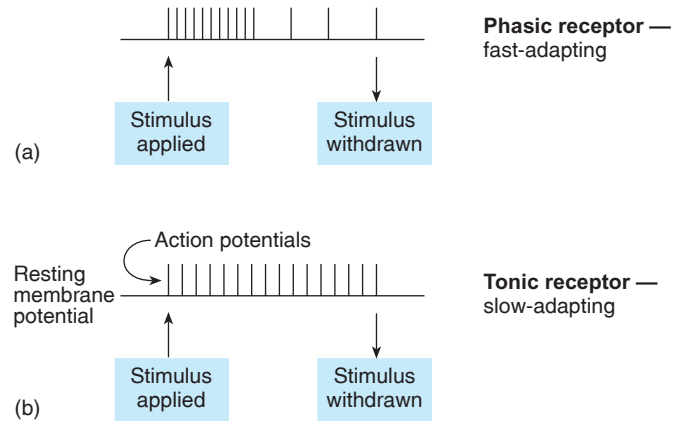 Phasic receptor —
fast-adapting
Stimulus
applied
Stimulus
withdrawn
(a)
Action potentials
Resting
membrane
potential
Tonic receptor —
slow-adapting
Stimulus
applied
Stimulus
withdrawn
(b)